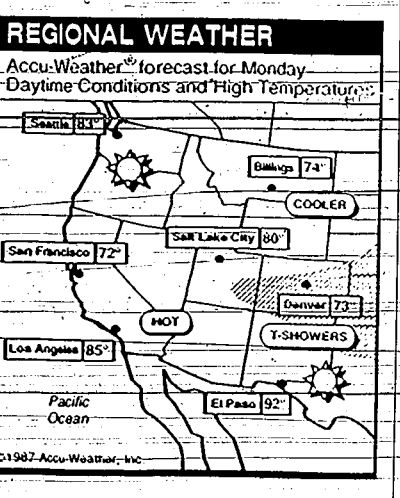 REGIONAL WEATHER
Accu-Weather® forecast for Monday
Daytime Conditions and High Temperatures
Seattle 83°
Billings 74°
COOLER
Salt Lake City 80°
San Francisco 72°
Denver 73°
HOT
T-SHOWERS
Los Angeles 85°
El Paso 92°
Pacific
Ocean
©1987 Accu-Weather, Inc.